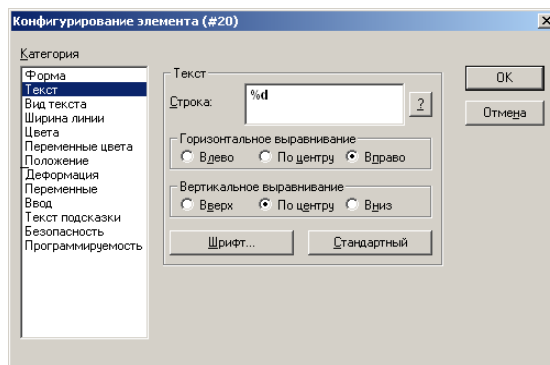 Конфигурирование элемента (#20)
Категория
Форма
Текст
Вид текста
Ширина линии
Цвета
Переменные цвета
Положение
Деформация
Переменные
Ввод
Текст подсказки
Безопасность
Программируемость
Текст
Строка:
%d
?
Горизонтальное выравнивание
Влево По центру Вправо
Вертикальное выравнивание
Вверх По центру Вниз
Шрифт... Стандартный
OK
Отмена